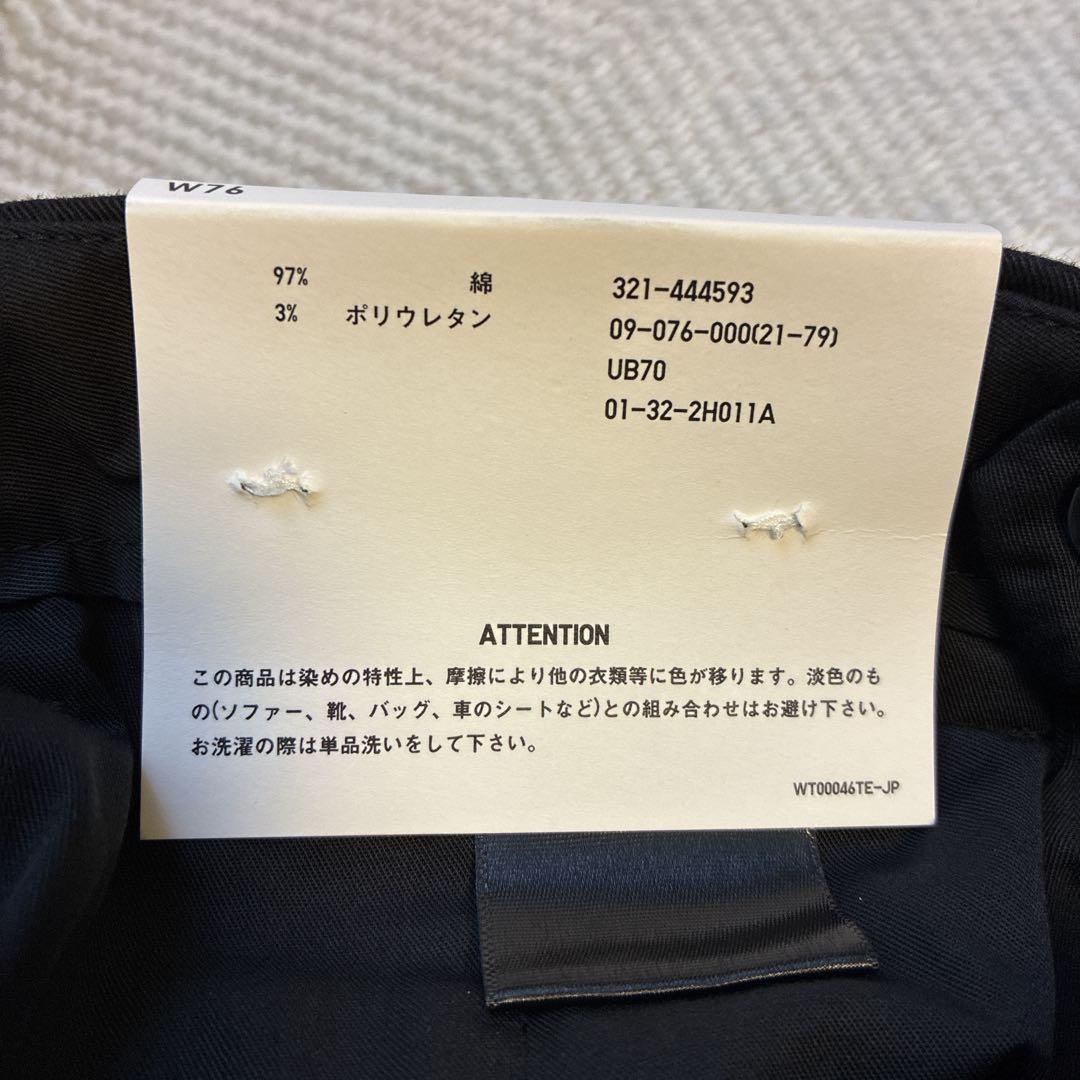 W76
97% 綿
3% ポリウレタン
321-444593
09-076-000(21-79)
UB70
01-32-2H011A
ATTENTION
この商品は染めの特性上、摩擦により他の衣類等に色が移ります。淡色のも
の(ソファー、靴、バッグ、車のシートなど)との組み合わせはお避け下さい。
お洗濯の際は単品洗いをして下さい。
WT00046TE-JP